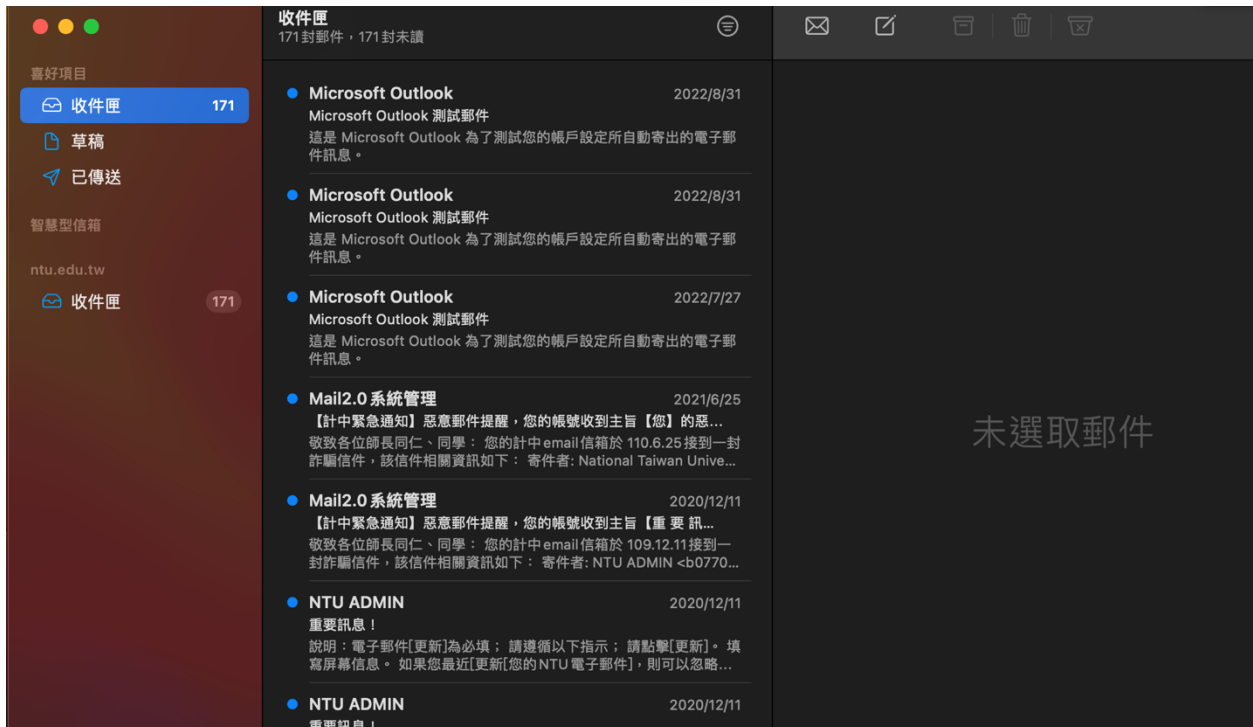 喜好項目
收件匣 171
草稿
已傳送
智慧型信箱
ntu.edu.tw
收件匣 171
收件匣
171 封郵件，171 封未讀
Microsoft Outlook 2022/8/31
Microsoft Outlook 測試郵件
這是 Microsoft Outlook 為了測試您的帳戶設定所自動寄出的電子郵
件訊息。
Microsoft Outlook 2022/8/31
Microsoft Outlook 測試郵件
這是 Microsoft Outlook 為了測試您的帳戶設定所自動寄出的電子郵
件訊息。
Microsoft Outlook 2022/7/27
Microsoft Outlook 測試郵件
這是 Microsoft Outlook 為了測試您的帳戶設定所自動寄出的電子郵
件訊息。
Mail2.0 系統管理 2021/6/25
【計中緊急通知】惡意郵件提醒，您的帳號收到主旨【您】的惡...
敬致各位師長同仁、同學： 您的計中email信箱於 110.6.25接到一封
詐騙信件，該信件相關資訊如下： 寄件者: National Taiwan Unive...
Mail2.0 系統管理 2020/12/11
【計中緊急通知】惡意郵件提醒，您的帳號收到主旨【重 要 訊...
敬致各位師長同仁、同學： 您的計中email信箱於 109.12.11接到一
封詐騙信件，該信件相關資訊如下： 寄件者: NTU ADMIN <b0770...
NTU ADMIN 2020/12/11
重要訊息！
說明：電子郵件[更新]為必填； 請遵循以下指示； 請點擊[更新]。 填
寫屏幕信息。 如果您最近[更新[您的NTU電子郵件]，則可以忽略...
NTU ADMIN 2020/12/11
重要訊息！
未選取郵件